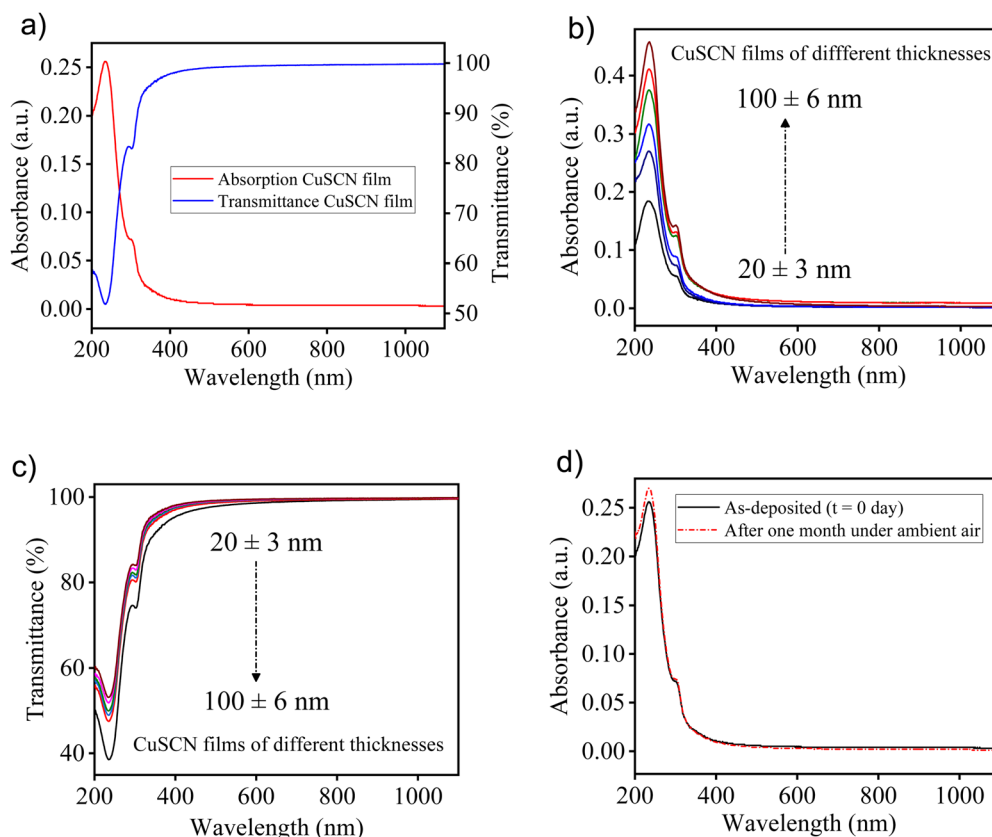 a)
0.25
0.20
0.15
0.10
0.05
0.00
Absorbance (a.u.)
100
90
80
70
60
50
Transmittance (%)
Absorption CuSCN film
Transmittance CuSCN film
200 400 600 800 1000
Wavelength (nm)
b)
0.4
0.3
0.2
0.1
0.0
Absorbance (a.u.)
CuSCN films of diffferent thicknesses
100 ± 6 nm
20 ± 3 nm
200 400 600 800 1000
Wavelength (nm)
c)
100
80
60
40
Transmittance (%)
20 ± 3 nm
100 ± 6 nm
CuSCN films of different thicknesses
200 400 600 800 1000
Wavelength (nm)
d)
0.25
0.20
0.15
0.10
0.05
0.00
Absorbance (a.u.)
As-deposited (t = 0 day)
After one month under ambient air
200 400 600 800 1000
Wavelength (nm)